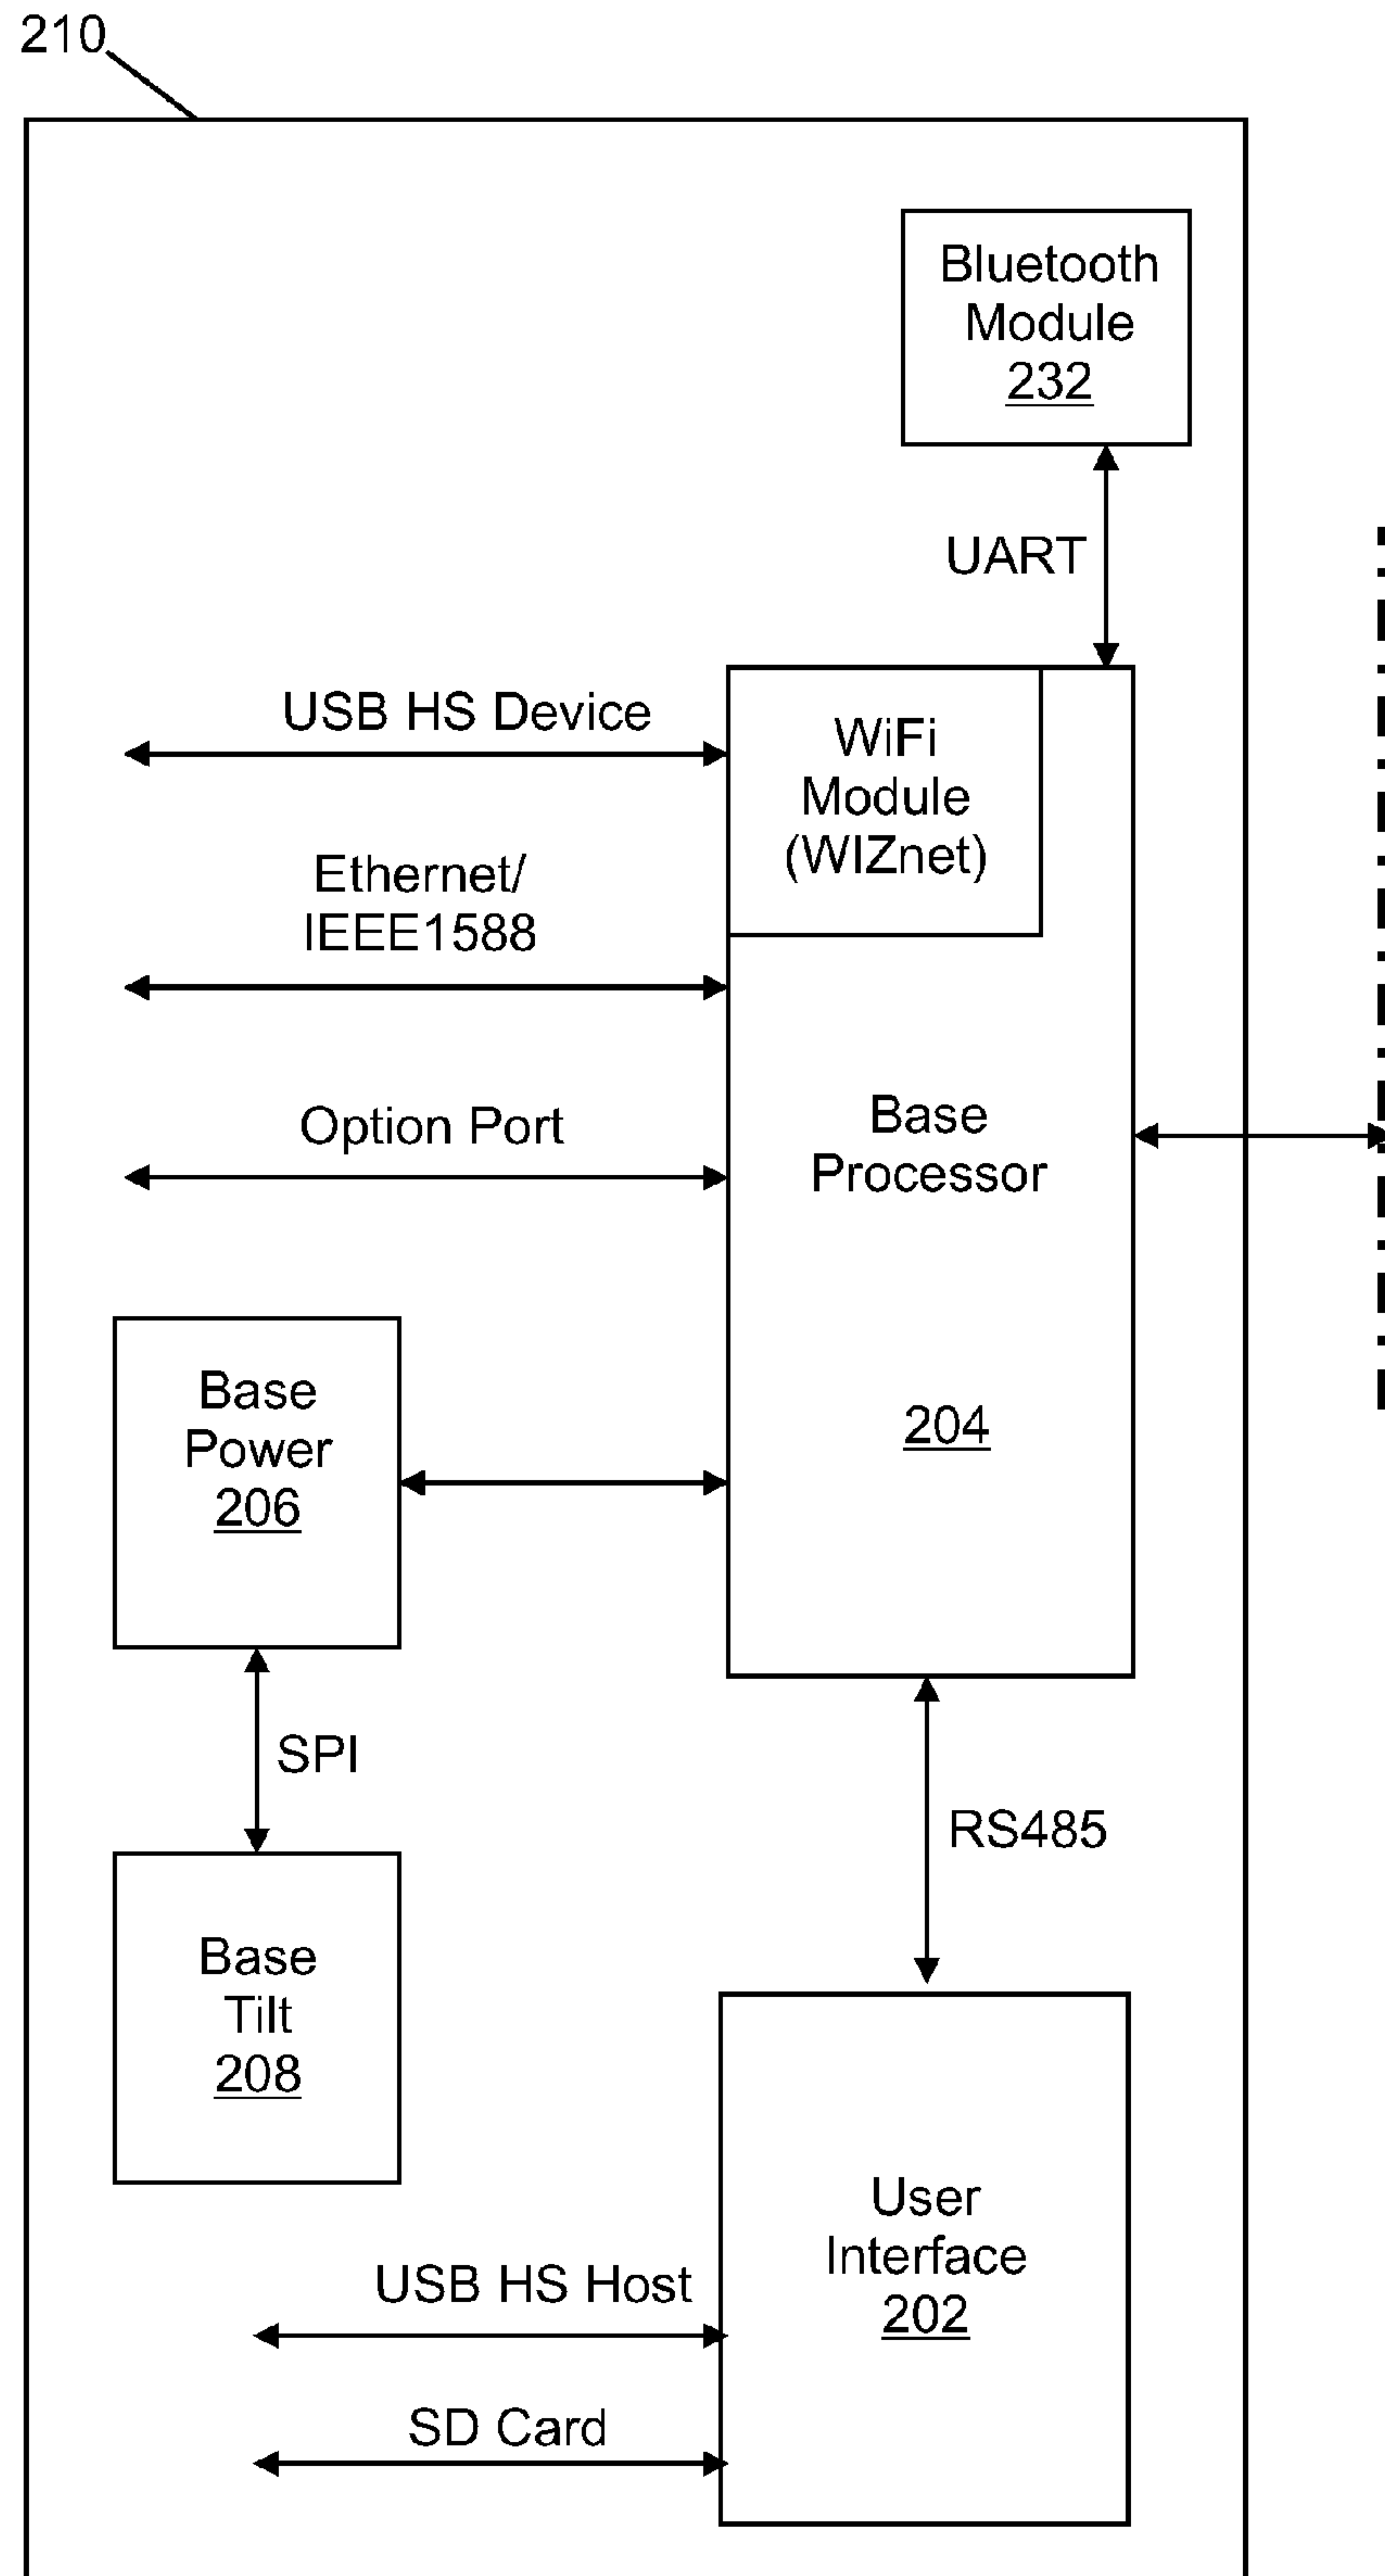 210
Bluetooth
Module
232
UART
USB HS Device
WiFi
Module
(WIZnet)
Ethernet/
IEEE1588
Option Port
Base
Processor
204
Base
Power
206
SPI
RS485
Base
Tilt
208
User
Interface
202
USB HS Host
SD Card